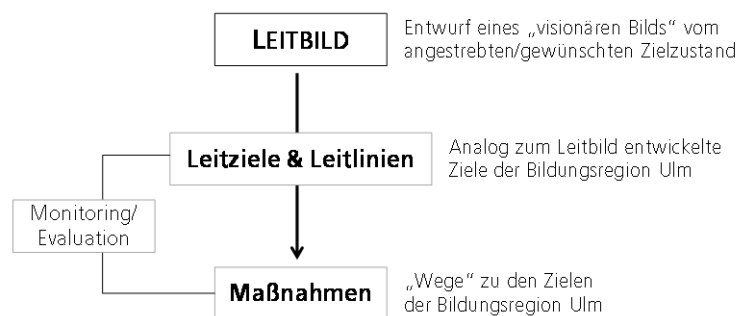 LEITBILD
Entwurf eines „visionären Bilds“ vom
angestrebten/gewünschten Zielzustand
Leitziele & Leitlinien
Analog zum Leitbild entwickelte
Ziele der Bildungsregion Ulm
Monitoring/
Evaluation
Maßnahmen
„Wege“ zu den Zielen
der Bildungsregion Ulm